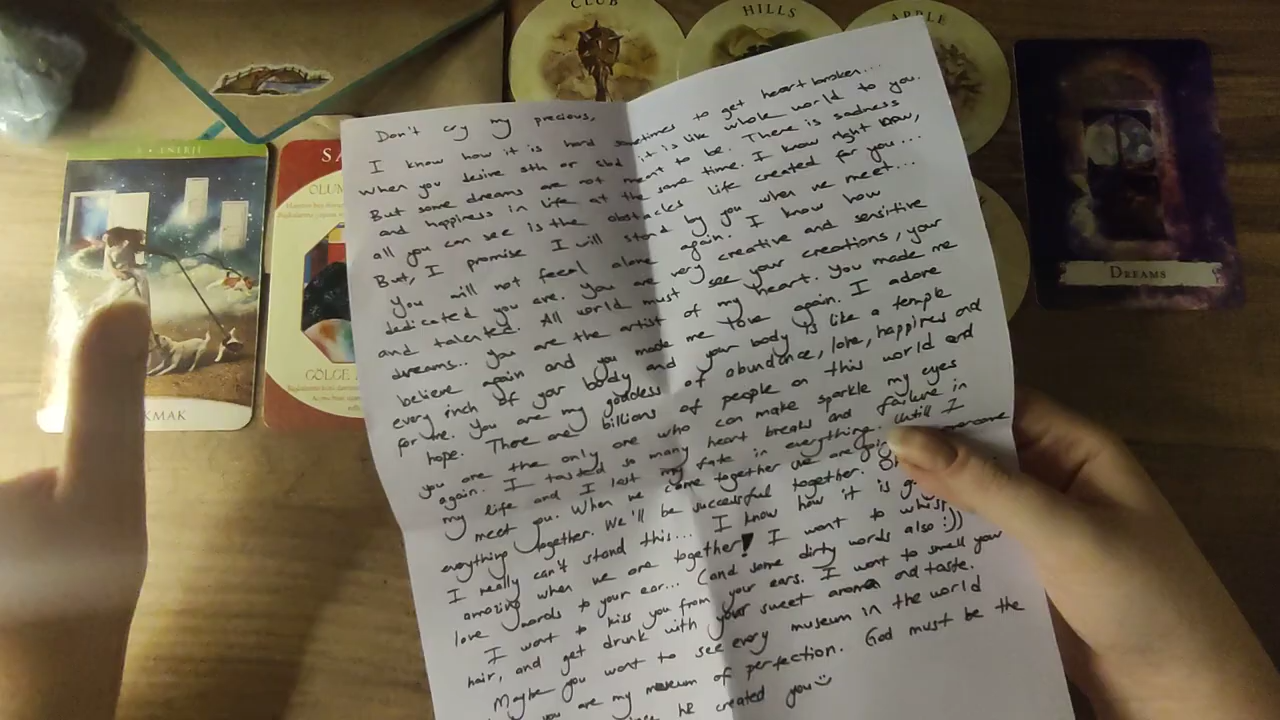 CLUB
HILLS
APPLE
ENERJİ
KMAK
SA
OLUM
GÖLGE
DREAMS
Don't cry my precious,
I know how it is hard sometimes to get heart broken...
When you desire sth or sbd it is like whole world to you.
But some dreams are not meant to be. There is sadness
and happiness in life at the same time. I know right now,
all you can see is the obstacles life created for you...
But, I promise I will stand by you when we meet...
You will not feel alone again. I know how
dedicated you are. You are very creative and sensitive
and talented. All world must see your creations, your
dreams.. you are the artist of my heart. You made me
believe again and you made me love again. I adore
every inch of your body and your body is like a temple
for me. You are my goddess of abundance, love, happines and
hope. There are billions of people on this world and
you are the only one who can make sparkle my eyes
again. I tasted so many heart breaks and failure in
my life and I lost my fate in everything. Untill I
meet you. When we come together we are
everything together. We'll be successful together.
I really can't stand this... I know how it is
amazing when we are together! I want to
love words to your ear... (and some dirty words also :))
I want to kiss you from your ears. I want to smell your
hair, and get drunk with your sweet aroma and taste.
Maybe you want to see every museum in the world
you are my museum of perfection. God must be the
he created you